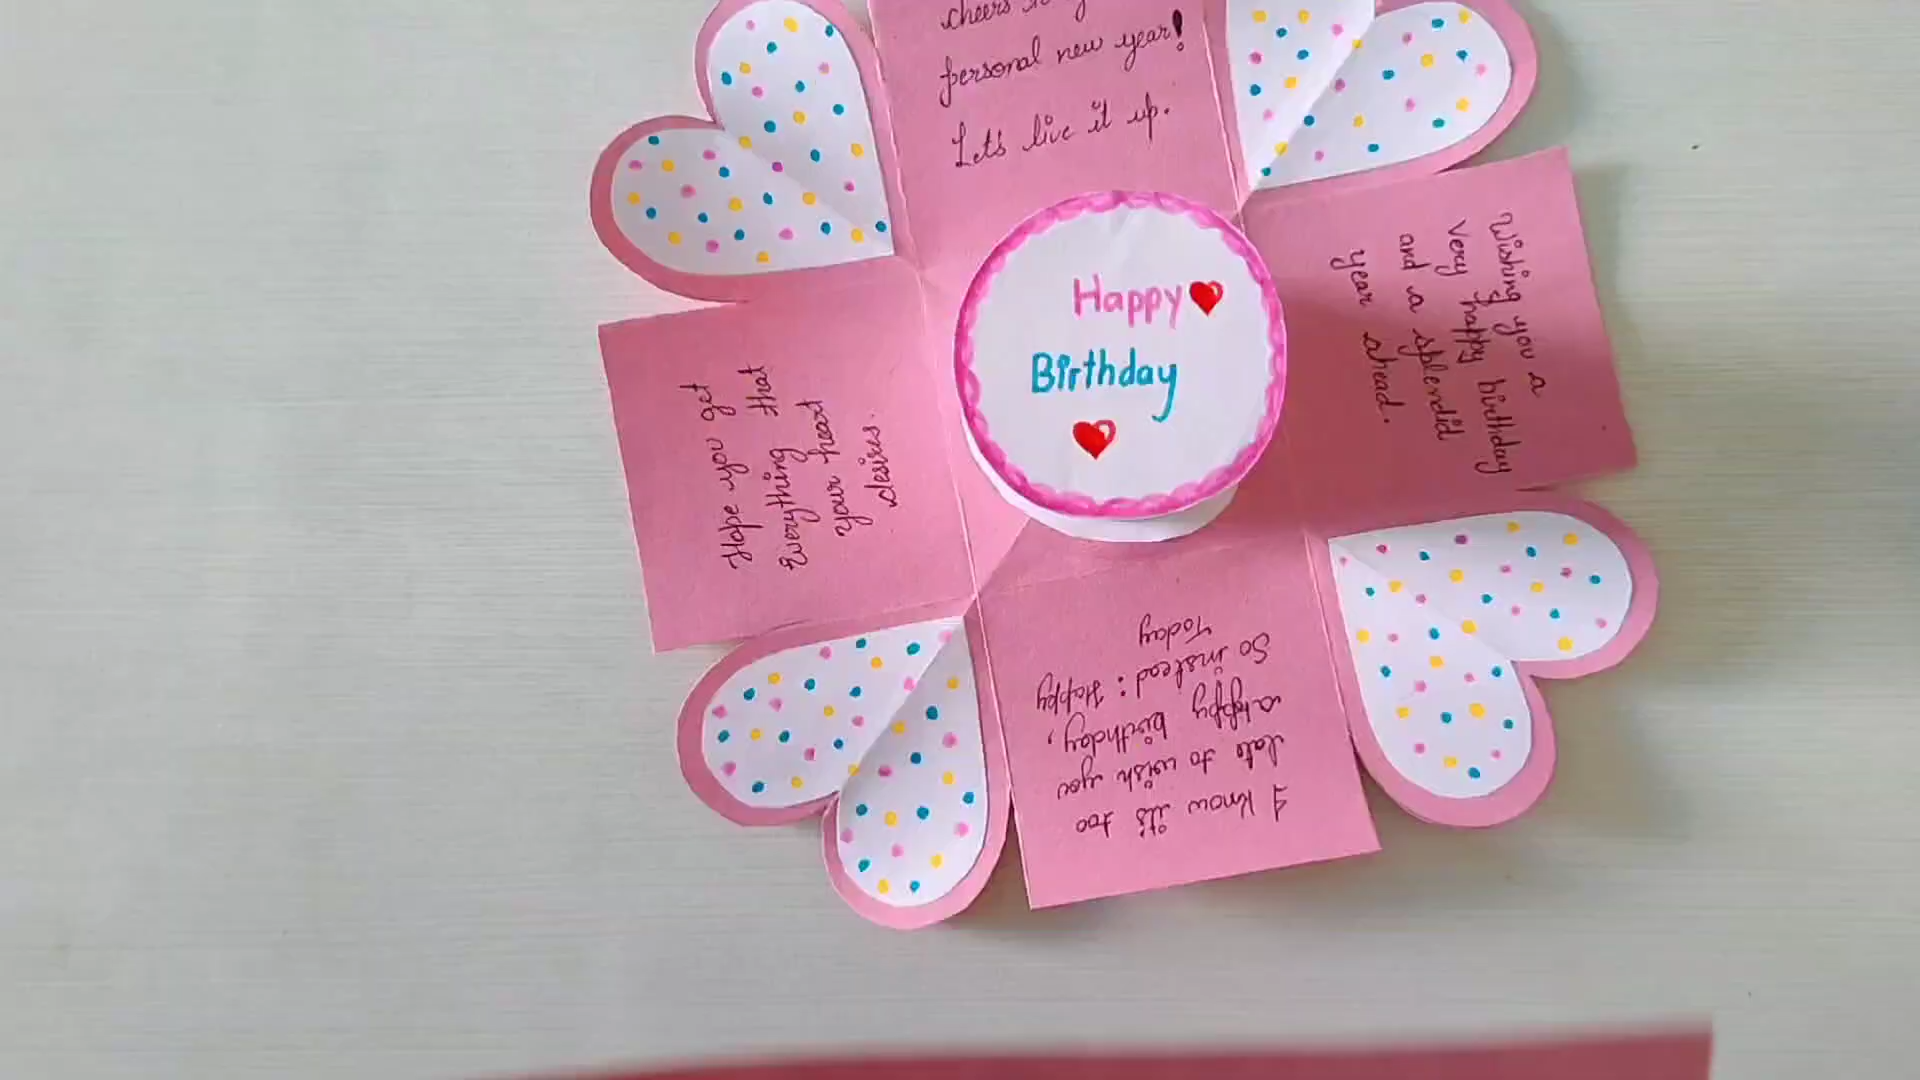 cheers
personal new year!
Let's live it up.
Happy
Birthday
Wishing you a
very happy birthday
and a splendid
year ahead.
Hope you get
Everything that
your heart
desires.
I know it's too
late to wish you
happy birthday,
So instead: Happy
Today